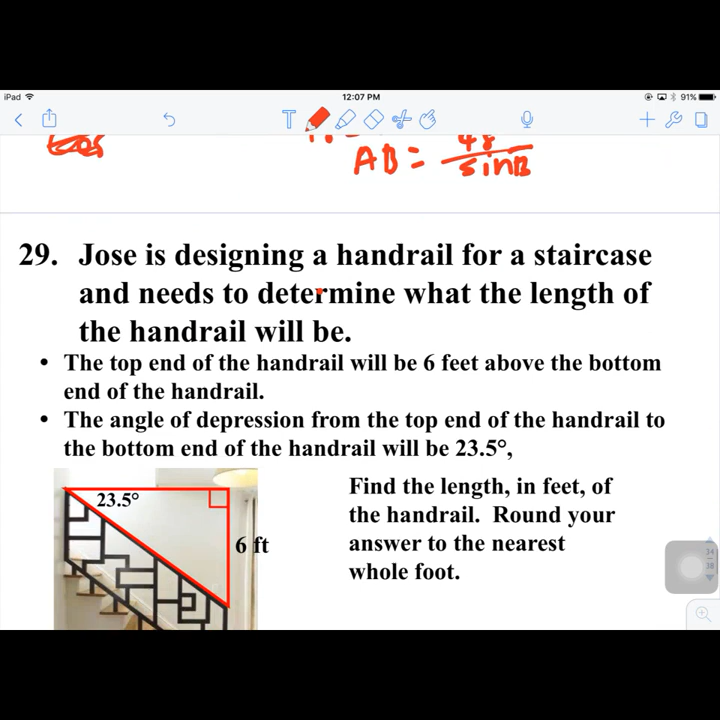 iPad
12:07 PM
91%
T
48
AB = sinB
29. Jose is designing a handrail for a staircase
and needs to determine what the length of
the handrail will be.
• The top end of the handrail will be 6 feet above the bottom
end of the handrail.
• The angle of depression from the top end of the handrail to
the bottom end of the handrail will be 23.5°,
23.5°
6 ft
Find the length, in feet, of
the handrail. Round your
answer to the nearest
whole foot.
34
38